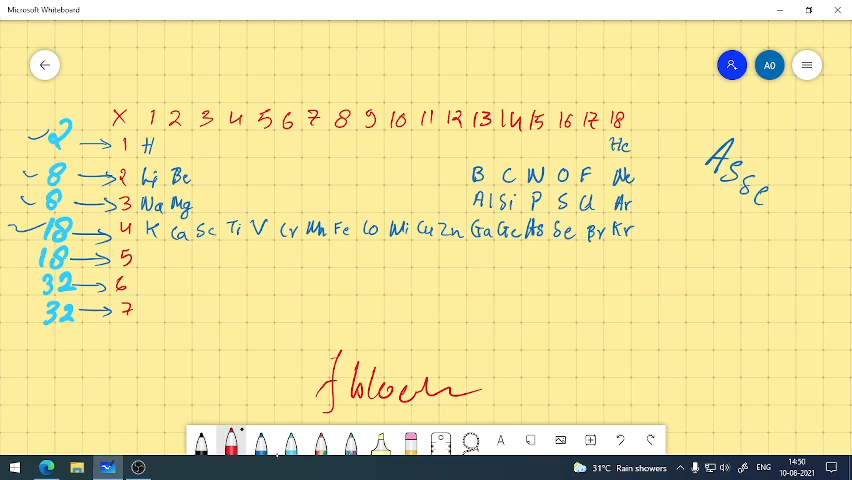 Microsoft Whiteboard
A0
X 1 2 3 4 5 6 7 8 9 10 11 12 13 14 15 16 17 18
2 → 1 H He
8 → 2 Li Be B C N O F Ne
8 → 3 Na Mg Al Si P S Cl Ar
18 → 4 K Ca Sc Ti V Cr Mn Fe Co Ni Cu Zn Ga Ge As Se Br Kr
18 → 5
32 → 6
32 → 7
As
Se
f block
A
31°C Rain showers
ENG
14:50
10-08-2021